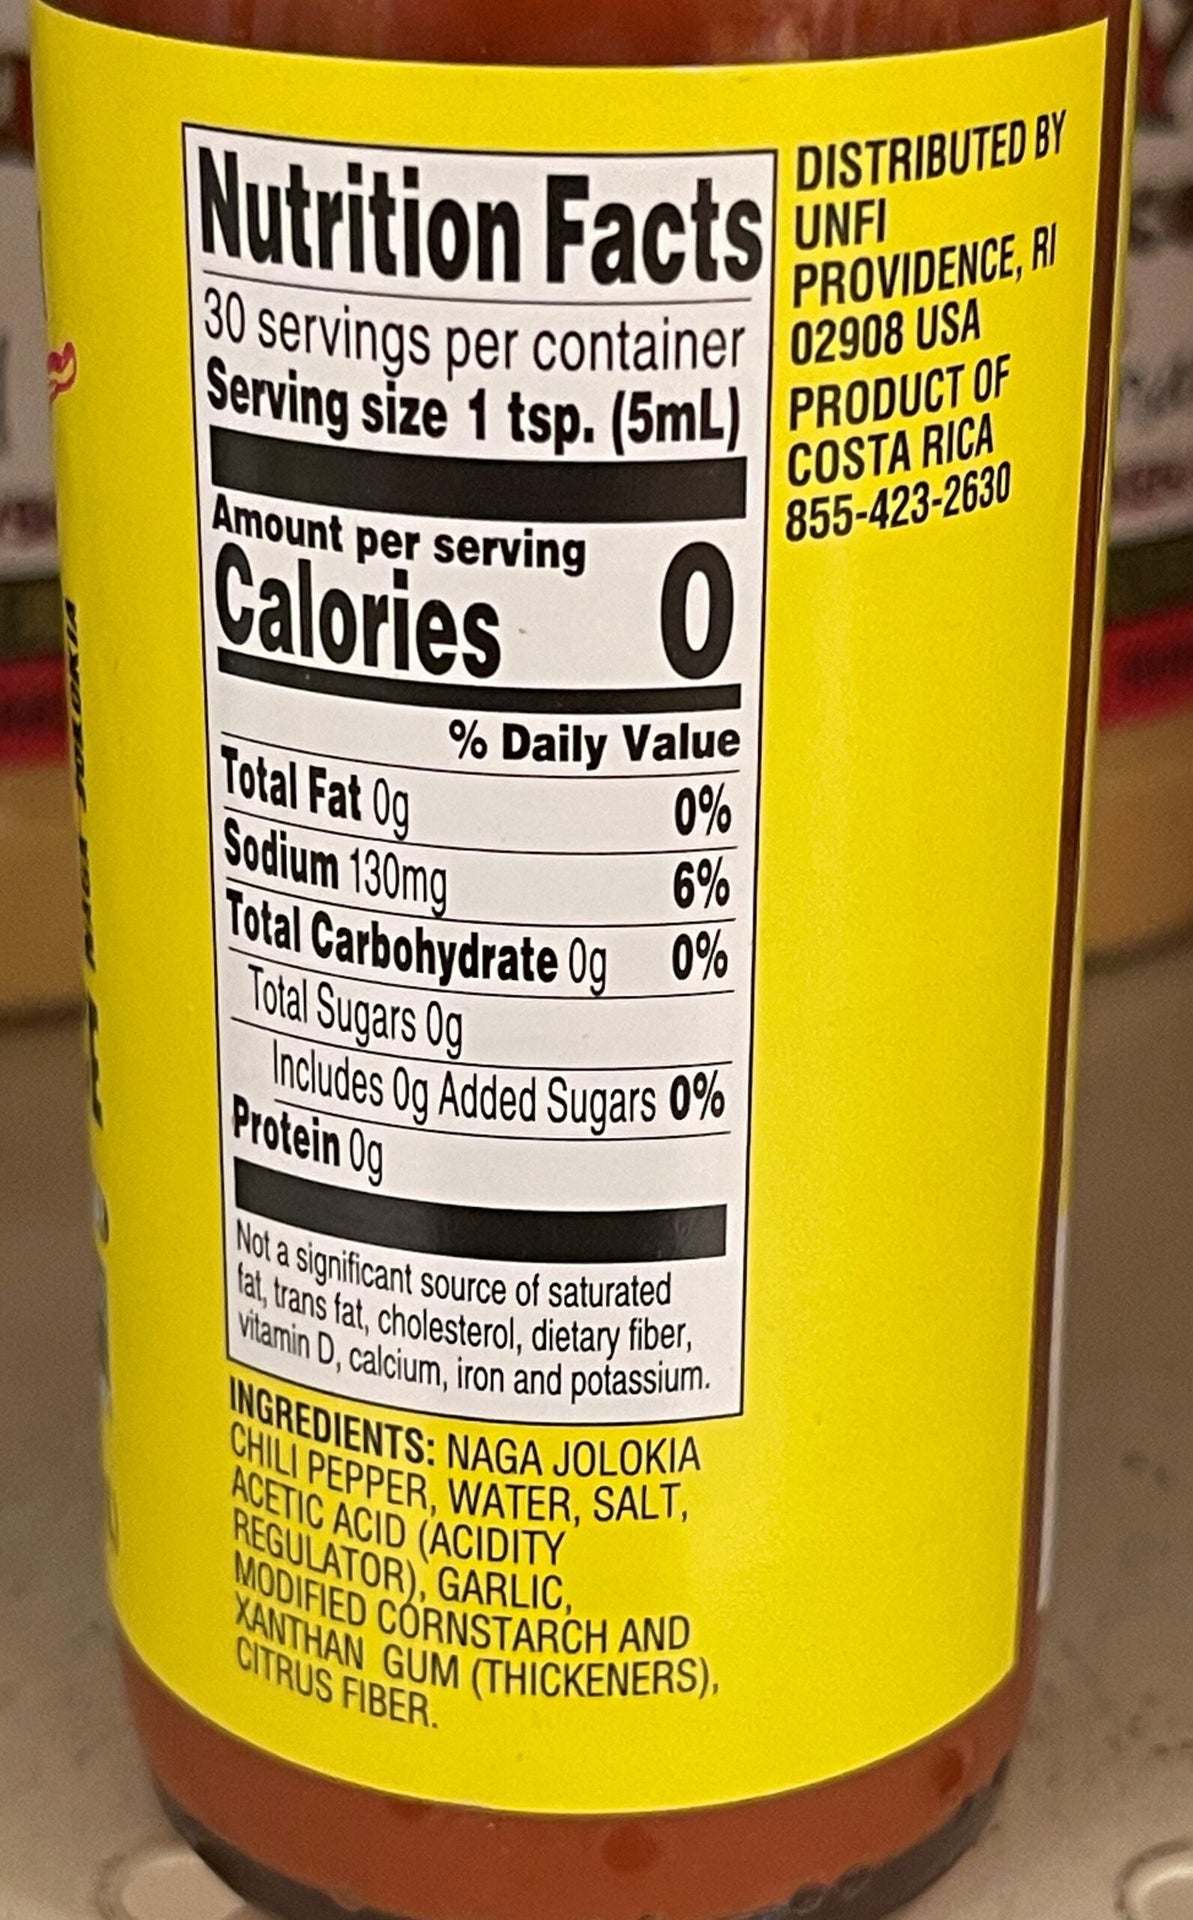 Nutrition Facts
30 servings per container
Serving size 1 tsp. (5mL)
Amount per serving
Calories 0
% Daily Value
Total Fat 0g 0%
Sodium 130mg 6%
Total Carbohydrate 0g 0%
Total Sugars 0g
Includes 0g Added Sugars 0%
Protein 0g
Not a significant source of saturated
fat, trans fat, cholesterol, dietary fiber,
vitamin D, calcium, iron and potassium.
INGREDIENTS: NAGA JOLOKIA
CHILI PEPPER, WATER, SALT,
ACETIC ACID (ACIDITY
REGULATOR), GARLIC,
MODIFIED CORNSTARCH AND
XANTHAN GUM (THICKENERS),
CITRUS FIBER.
DISTRIBUTED BY
UNFI
PROVIDENCE, RI
02908 USA
PRODUCT OF
COSTA RICA
855-423-2630